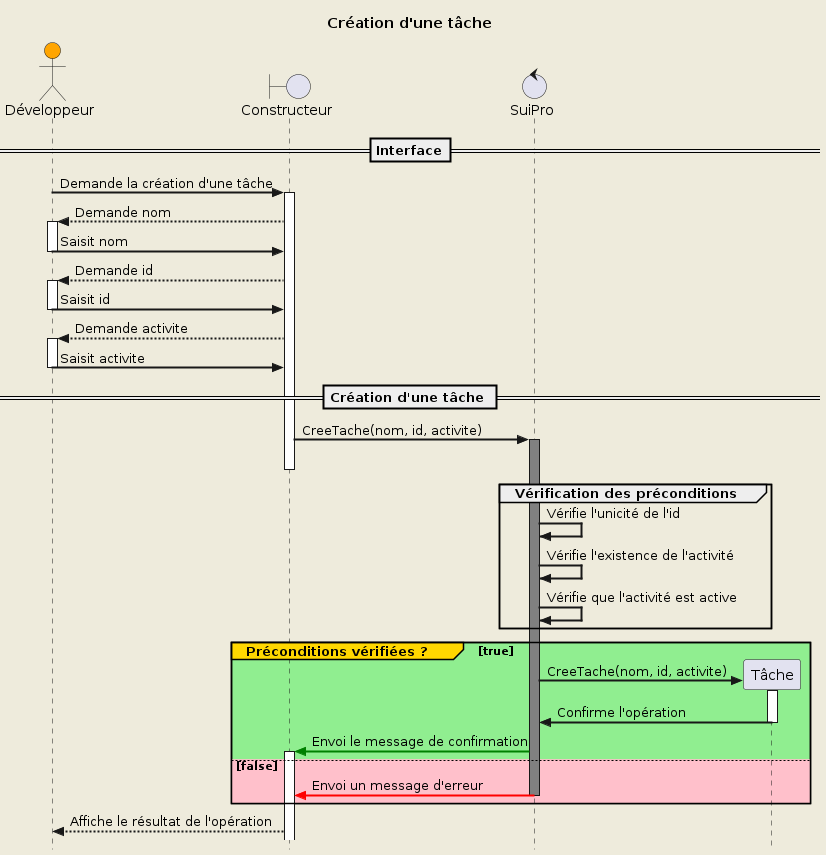 Création d'une tâche
Développeur
Constructeur
SuiPro
Interface
Demande la création d'une tâche
Demande nom
Saisit nom
Demande id
Saisit id
Demande activite
Saisit activite
Création d'une tâche
CreeTache(nom, id, activite)
Vérification des préconditions
Vérifie l'unicité de l'id
Vérifie l'existence de l'activité
Vérifie que l'activité est active
Préconditions vérifiées ? [true]
CreeTache(nom, id, activite)
Tâche
Confirme l'opération
Envoi le message de confirmation
[false]
Envoi un message d'erreur
Affiche le résultat de l'opération